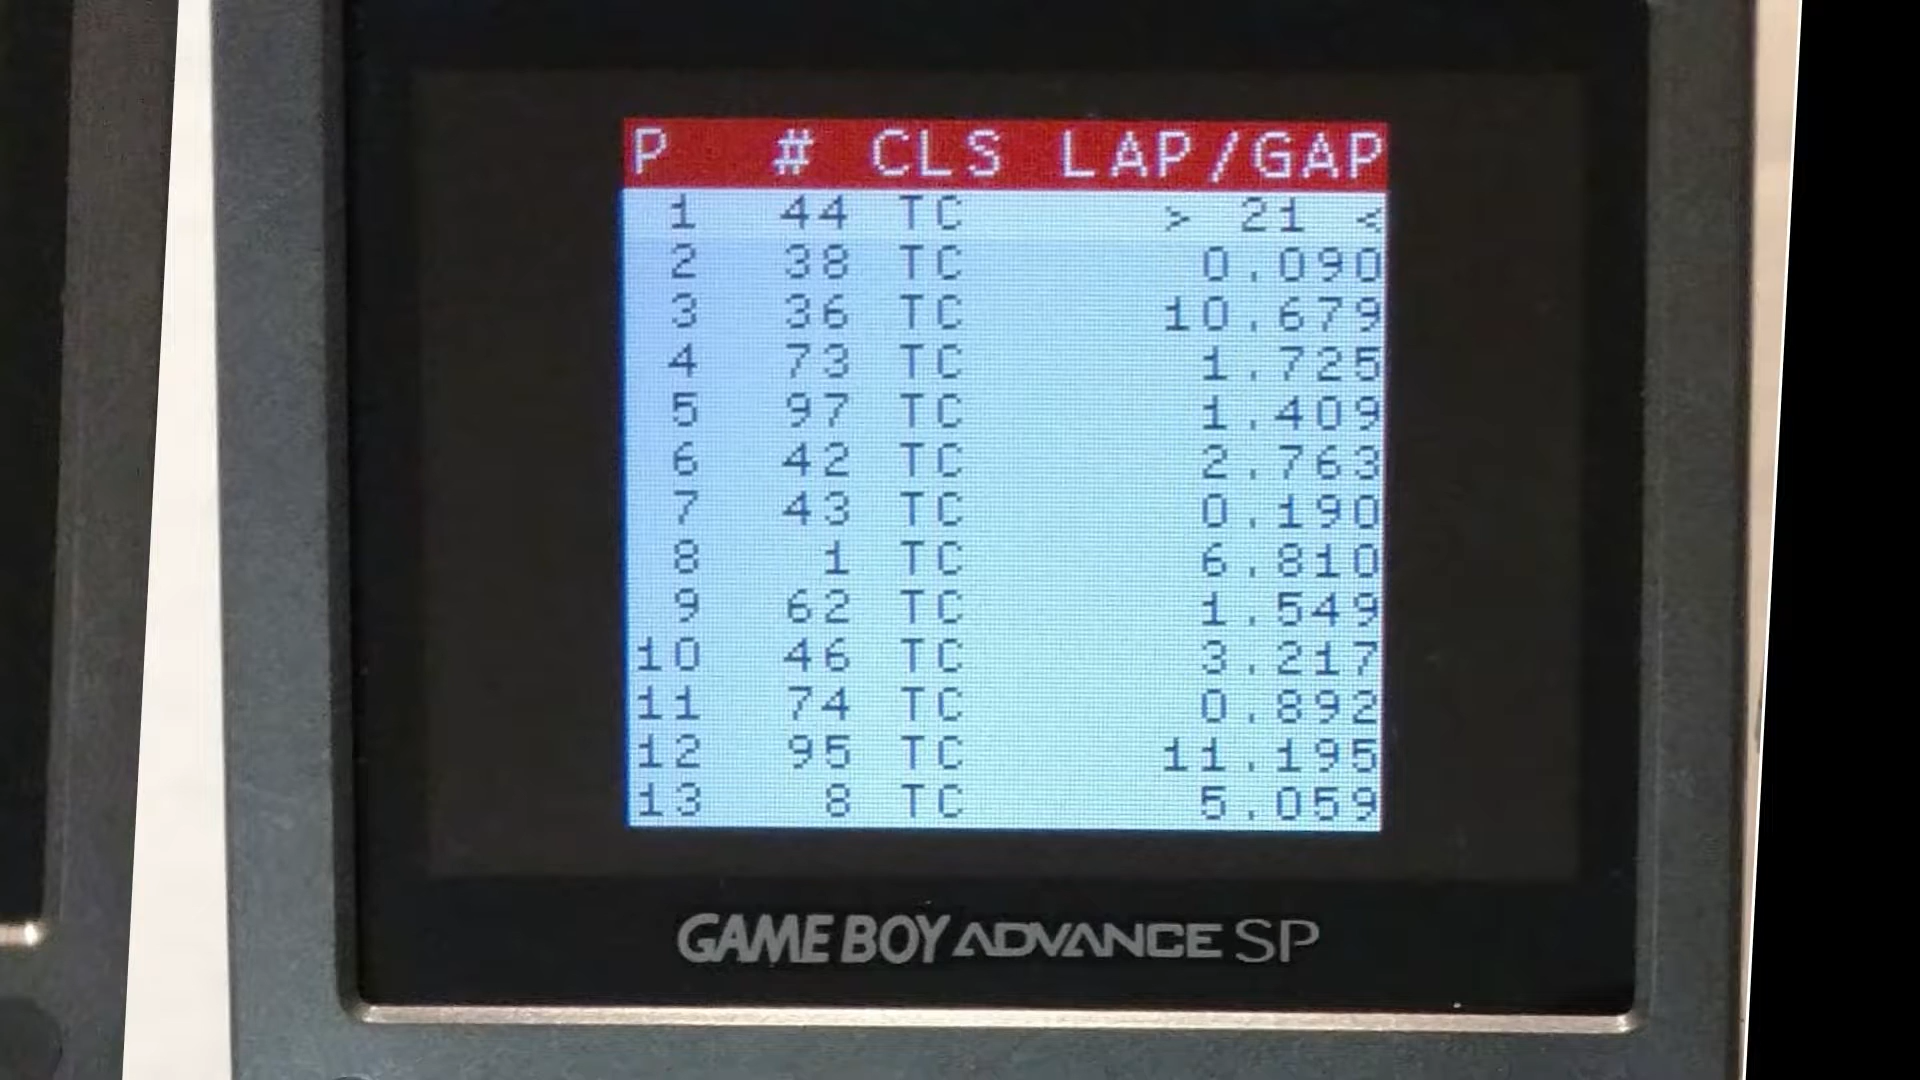 P # CLS LAP/GAP
1 44 TC > 21 <
2 38 TC 0.090
3 36 TC 10.679
4 73 TC 1.725
5 97 TC 1.409
6 42 TC 2.763
7 43 TC 0.190
8 1 TC 6.810
9 62 TC 1.549
10 46 TC 3.217
11 74 TC 0.892
12 95 TC 11.195
13 8 TC 5.059
GAME BOY ADVANCE SP